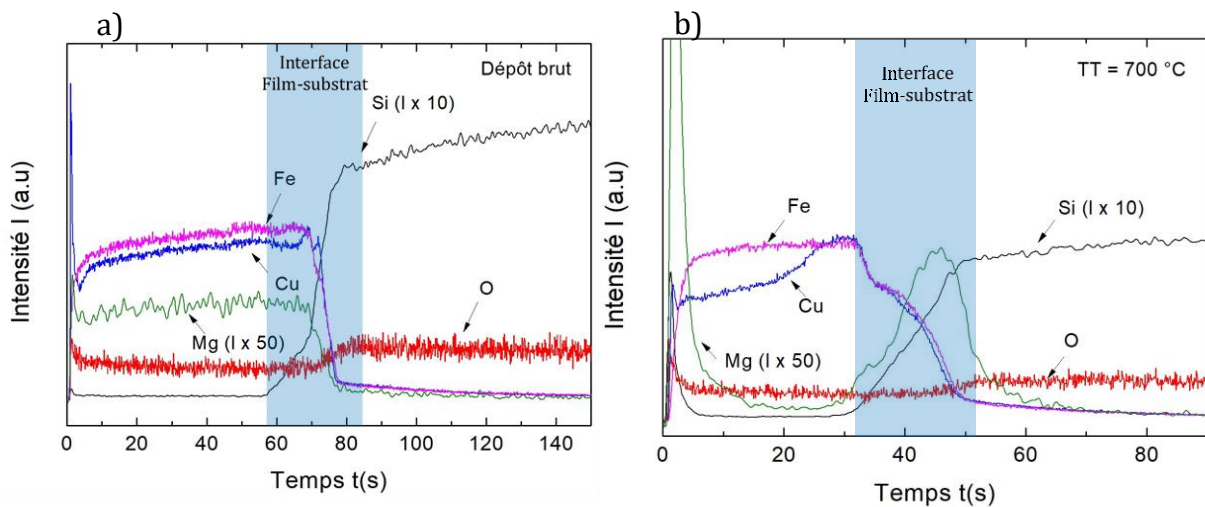 a)
Interface
Film-substrat
Dépôt brut
Si (I x 10)
Fe
Cu
Mg (I x 50)
O
Intensité I (a.u)
0 20 40 60 80 100 120 140
Temps t(s)
b)
Interface
Film-substrat
TT = 700 °C
Fe
Si (I x 10)
Cu
Mg (I x 50)
O
Intensité I (a.u)
0 20 40 60 80
Temps t(s)